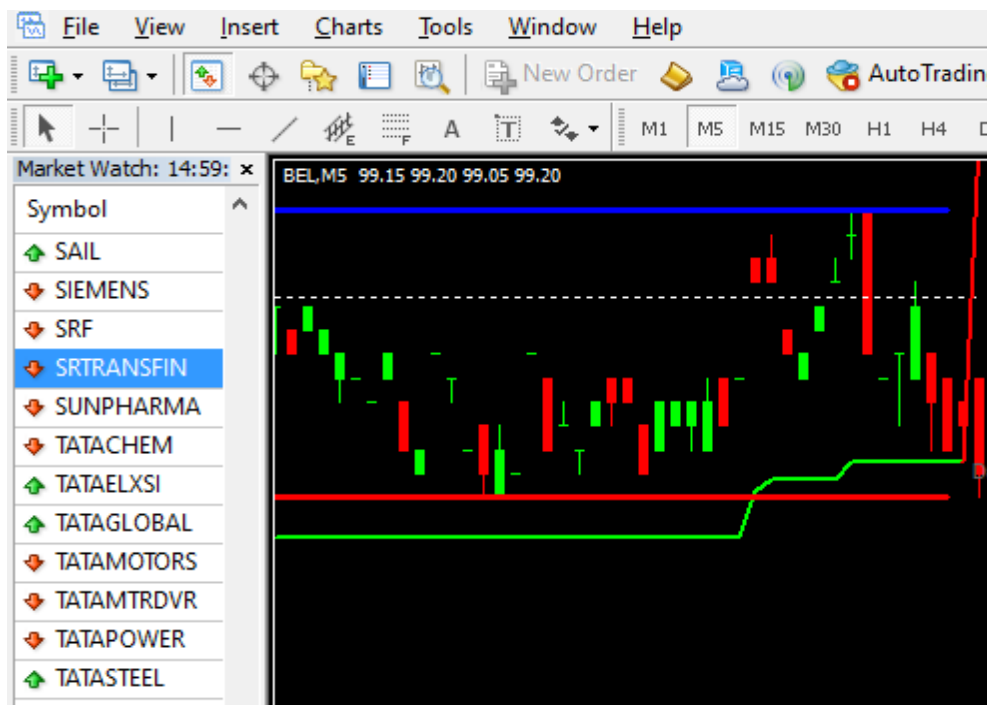 File View Insert Charts Tools Window Help
New Order AutoTradin
E F A T M1 M5 M15 M30 H1 H4
Market Watch: 14:59:
BEL,M5 99.15 99.20 99.05 99.20
Symbol
SAIL
SIEMENS
SRF
SRTRANSFIN
SUNPHARMA
TATACHEM
TATAELXSI
TATAGLOBAL
TATAMOTORS
TATAMTRDVR
TATAPOWER
TATASTEEL